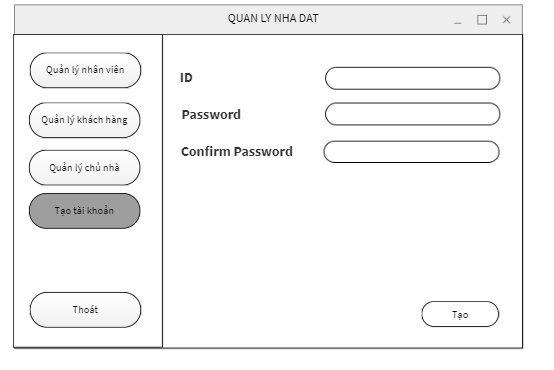 QUAN LY NHA DAT
Quản lý nhân viên
Quản lý khách hàng
Quản lý chủ nhà
Tạo tài khoản
Thoát
ID
Password
Confirm Password
Tạo